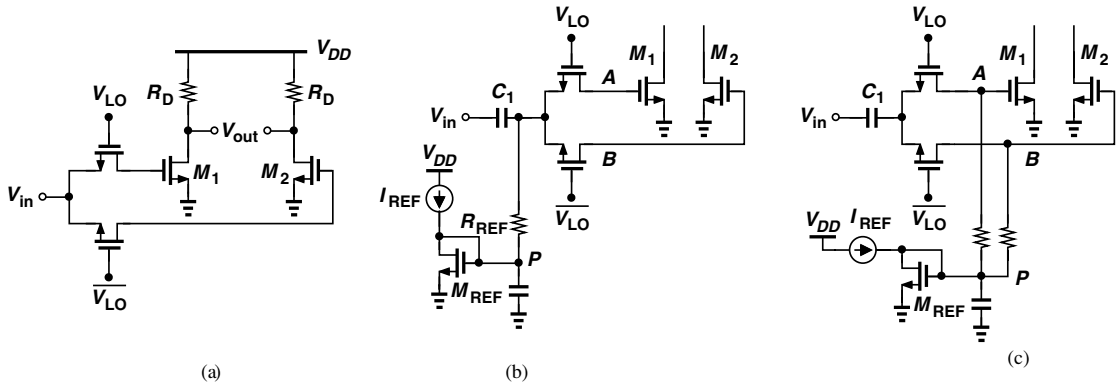 V_DD
R_D
R_D
V_LO
V_out
M_1
M_2
V_in
V_LO
(a)
V_LO
M_1
M_2
A
C_1
V_in
V_DD
B
I_REF
R_REF
V_LO
P
M_REF
(b)
V_LO
M_1
M_2
A
C_1
V_in
B
V_LO
V_DD
I_REF
P
M_REF
(c)